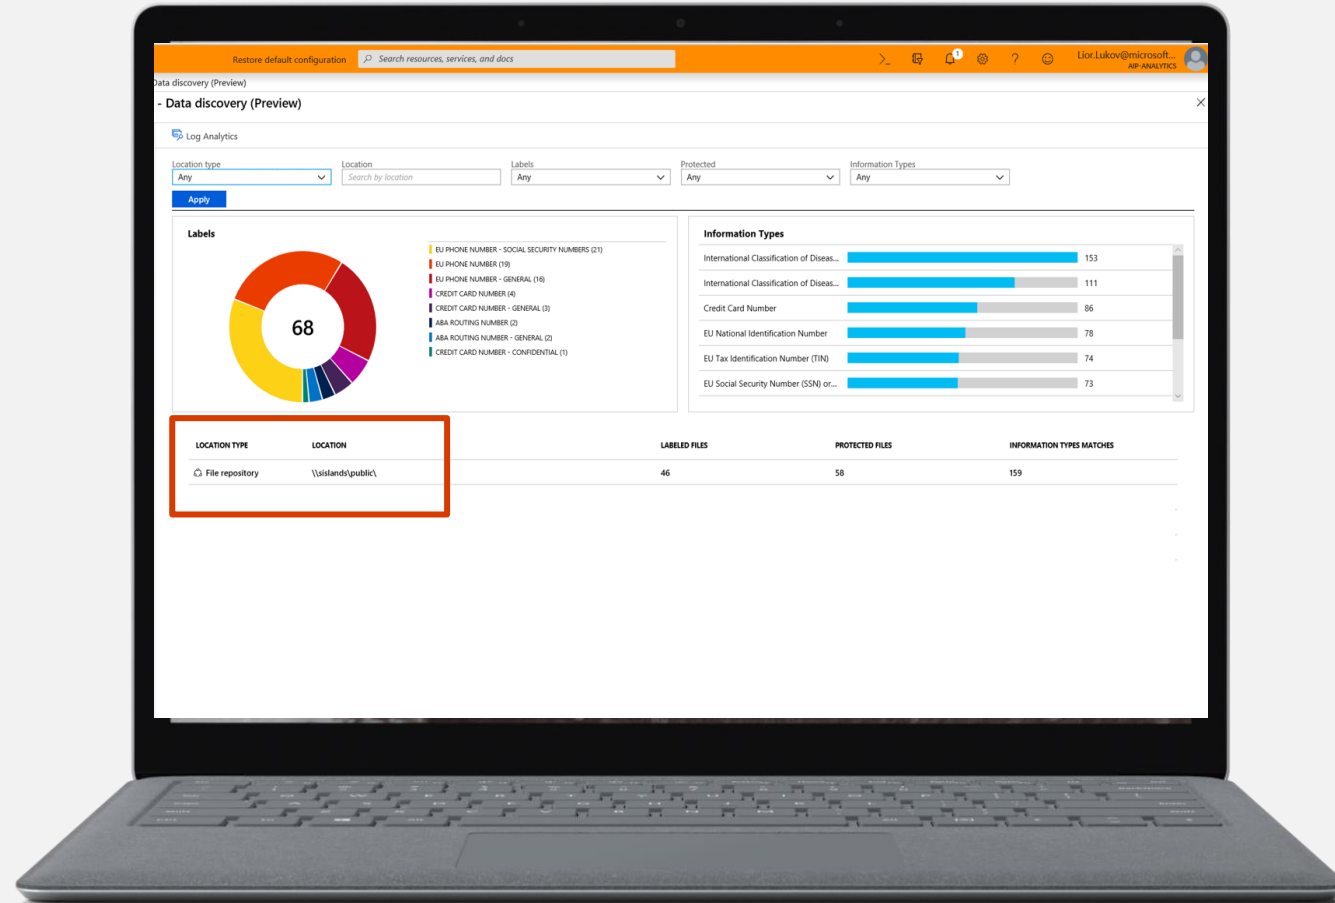 Restore default configuration
Search resources, services, and docs
1
Lior.Lukov@microsoft...
AIP-ANALYTICS
Data discovery (Preview)
- Data discovery (Preview)
Log Analytics
Location type
Location
Labels
Protected
Information Types
Any
Search by location
Any
Any
Any
Apply
Labels
68
EU PHONE NUMBER - SOCIAL SECURITY NUMBERS (21)
EU PHONE NUMBER (19)
EU PHONE NUMBER - GENERAL (16)
CREDIT CARD NUMBER (4)
CREDIT CARD NUMBER - GENERAL (3)
ABA ROUTING NUMBER (2)
ABA ROUTING NUMBER - GENERAL (2)
CREDIT CARD NUMBER - CONFIDENTIAL (1)
Information Types
International Classification of Diseas... 153
International Classification of Diseas... 111
Credit Card Number 86
EU National Identification Number 78
EU Tax Identification Number (TIN) 74
EU Social Security Number (SSN) or... 73
LOCATION TYPE LOCATION LABELED FILES PROTECTED FILES INFORMATION TYPES MATCHES
File repository \\sislands\public\ 46 58 159